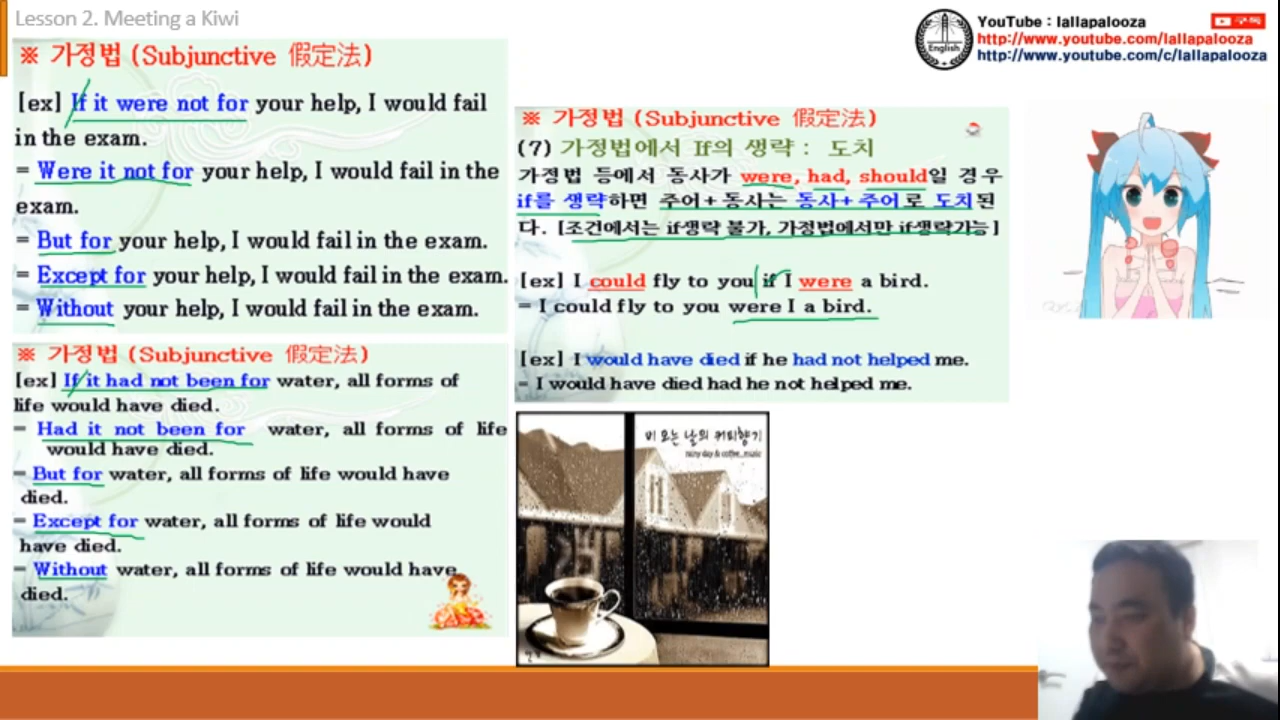 Lesson 2. Meeting a Kiwi
※ 가정법 (Subjunctive 假定法)
[ex] If it were not for your help, I would fail
in the exam.
= Were it not for your help, I would fail in the
exam.
= But for your help, I would fail in the exam.
= Except for your help, I would fail in the exam.
= Without your help, I would fail in the exam.
※ 가정법 (Subjunctive 假定法)
[ex] If it had not been for water, all forms of
life would have died.
= Had it not been for water, all forms of life
would have died.
= But for water, all forms of life would have
died.
= Except for water, all forms of life would
have died.
= Without water, all forms of life would have
died.
※ 가정법 (Subjunctive 假定法)
(7) 가정법에서 If의 생략 : 도치
가정법 등에서 동사가 were, had, should일 경우
if를 생략하면 주어+동사는 동사+주어로 도치된
다. [조건에서는 if생략 불가, 가정법에서만 if생략가능]
[ex] I could fly to you if I were a bird.
= I could fly to you were I a bird.
[ex] I would have died if he had not helped me.
= I would have died had he not helped me.
비 오는 날의 커피향기
rainy day & coffee_music
English
YouTube : lallapalooza
구독
http://www.youtube.com/lallapalooza
http://www.youtube.com/c/lallapalooza